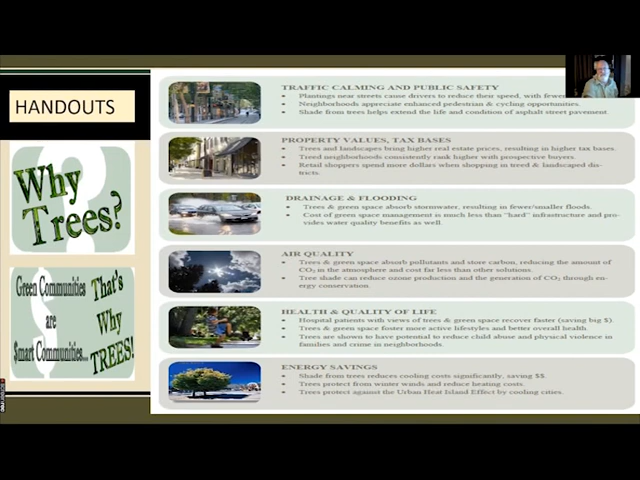 HANDOUTS
Why
Trees?
Green Communities
are
$mart Communities...
That's
Why
TREES!
TRAFFIC CALMING AND PUBLIC SAFETY
Plantings near streets cause drivers to reduce their speed, with
Neighborhoods appreciate enhanced pedestrian & cycling opportunities.
Shade from trees helps extend the life and condition of asphalt street pavement
PROPERTY VALUES, TAX BASES
Trees and landscapes bring higher real estate prices, resulting in higher tax bases.
Treed neighborhoods consistently rank higher with prospective buyers.
Retail shoppers spend more dollars when shopping in treed & landscaped dis-
tricts.
DRAINAGE & FLOODING
Trees & green space absorb stormwater, resulting in fewer/smaller floods.
Cost of green space management is much less than "hard" infrastructure and pro-
vides water quality benefits as well.
AIR QUALITY
Trees & green space absorb pollutants and store carbon, reducing the amount of
CO2 in the atmosphere and cost far less than other solutions.
Tree shade can reduce ozone production and the generation of CO2 through en-
ergy conservation.
HEALTH & QUALITY OF LIFE
Hospital patients with views of trees & green space recover faster (saving big $).
Trees & green space foster more active lifestyles and better overall health.
Trees are shown to have potential to reduce child abuse and physical violence in
families and crime in neighborhoods.
ENERGY SAVINGS
Shade from trees reduces cooling costs significantly, saving $$.
Trees protect from winter winds and reduce heating costs.
Trees protect against the Urban Heat Island Effect by cooling cities.